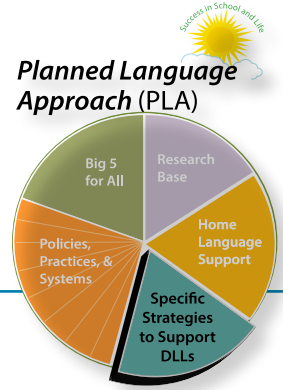 Success in School and Life
Planned Language
Approach (PLA)
Big 5
for All
Research
Base
Home
Language
Support
Policies,
Practices, &
Systems
Specific
Strategies
to Support
DLLs